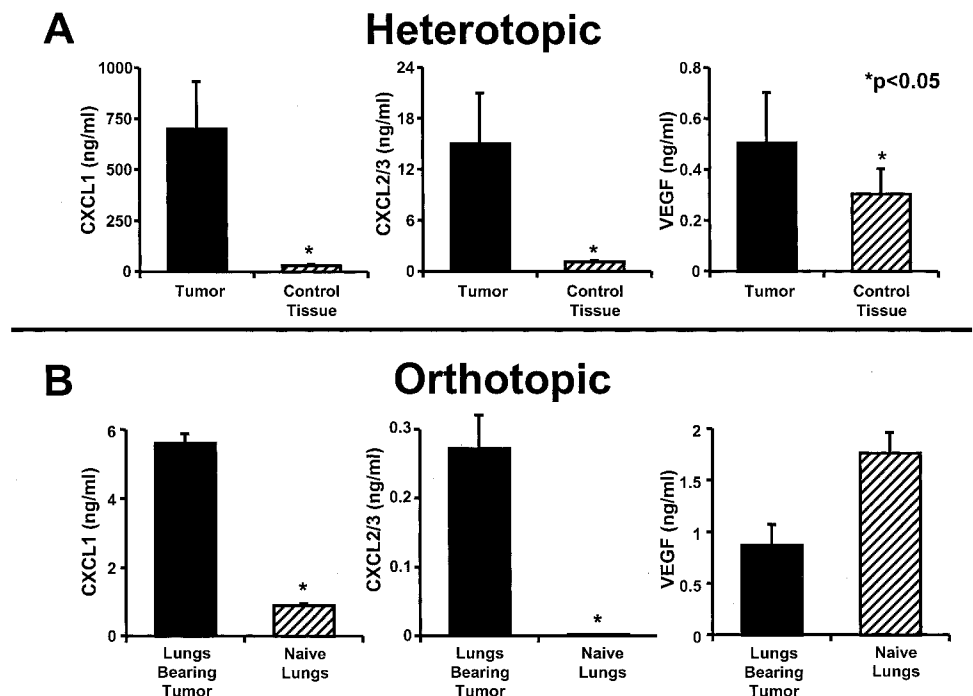 A
Heterotopic
CXCL1 (ng/ml)
1000
750
500
250
0
*
Tumor
Control
Tissue
CXCL2/3 (ng/ml)
24
18
12
6
0
*
Tumor
Control
Tissue
VEGF (ng/ml)
0.8
0.6
0.4
0.2
0
*p<0.05
*
Tumor
Control
Tissue
B
Orthotopic
CXCL1 (ng/ml)
6
4
2
0
*
Lungs
Bearing
Tumor
Naive
Lungs
CXCL2/3 (ng/ml)
0.3
0.2
0.1
0
*
Lungs
Bearing
Tumor
Naive
Lungs
VEGF (ng/ml)
2
1.5
1
0.5
0
Lungs
Bearing
Tumor
Naive
Lungs